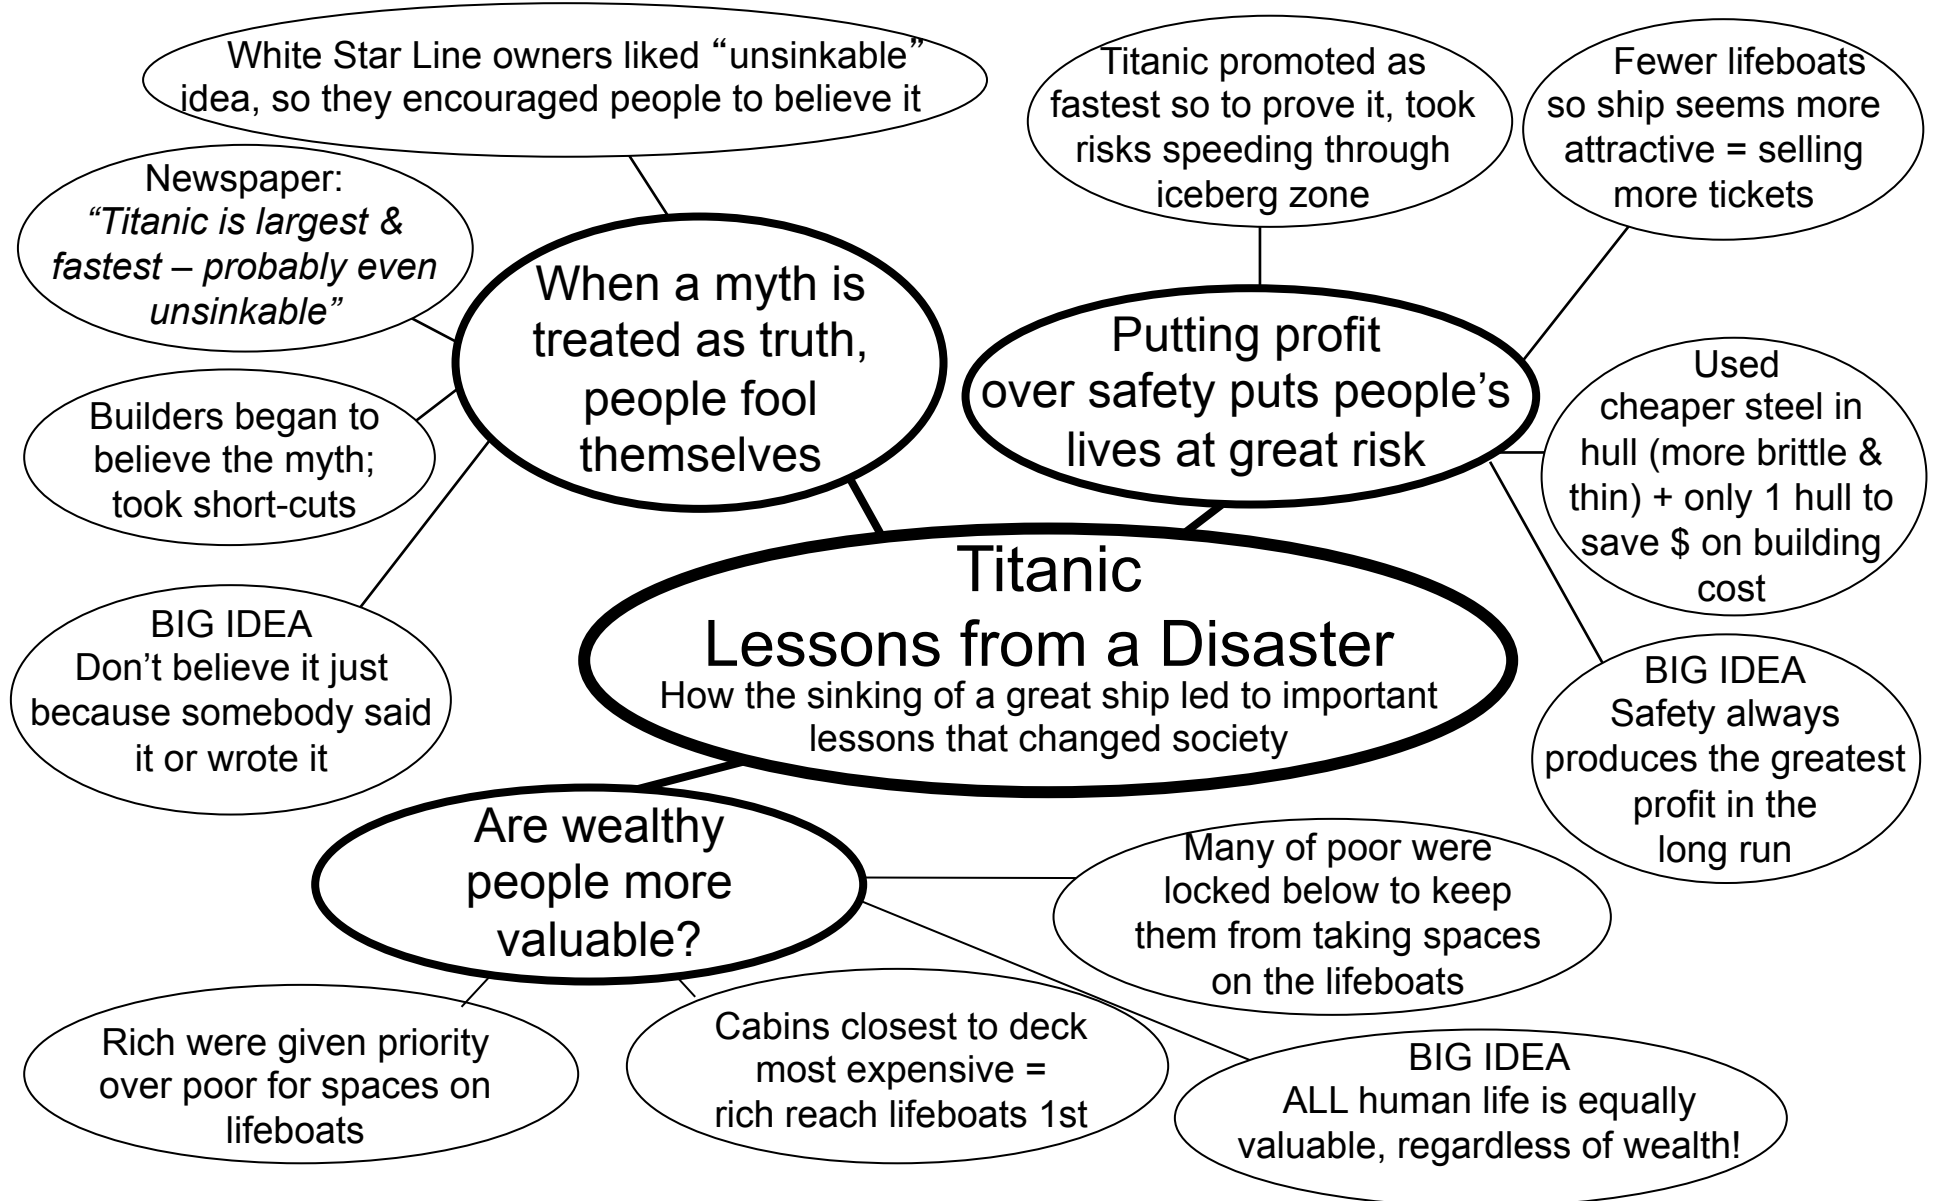 White Star Line owners liked “unsinkable”
idea, so they encouraged people to believe it
Titanic promoted as
fastest so to prove it, took
risks speeding through
iceberg zone
Fewer lifeboats
so ship seems more
attractive = selling
more tickets
Newspaper:
“Titanic is largest &
fastest – probably even
unsinkable”
When a myth is
treated as truth,
people fool
themselves
Putting profit
over safety puts people’s
lives at great risk
Used
cheaper steel in
hull (more brittle &
thin) + only 1 hull to
save $ on building
cost
Builders began to
believe the myth;
took short-cuts
Titanic
Lessons from a Disaster
How the sinking of a great ship led to important
lessons that changed society
BIG IDEA
Don’t believe it just
because somebody said
it or wrote it
BIG IDEA
Safety always
produces the greatest
profit in the
long run
Are wealthy
people more
valuable?
Many of poor were
locked below to keep
them from taking spaces
on the lifeboats
Rich were given priority
over poor for spaces on
lifeboats
Cabins closest to deck
most expensive =
rich reach lifeboats 1st
BIG IDEA
ALL human life is equally
valuable, regardless of wealth!